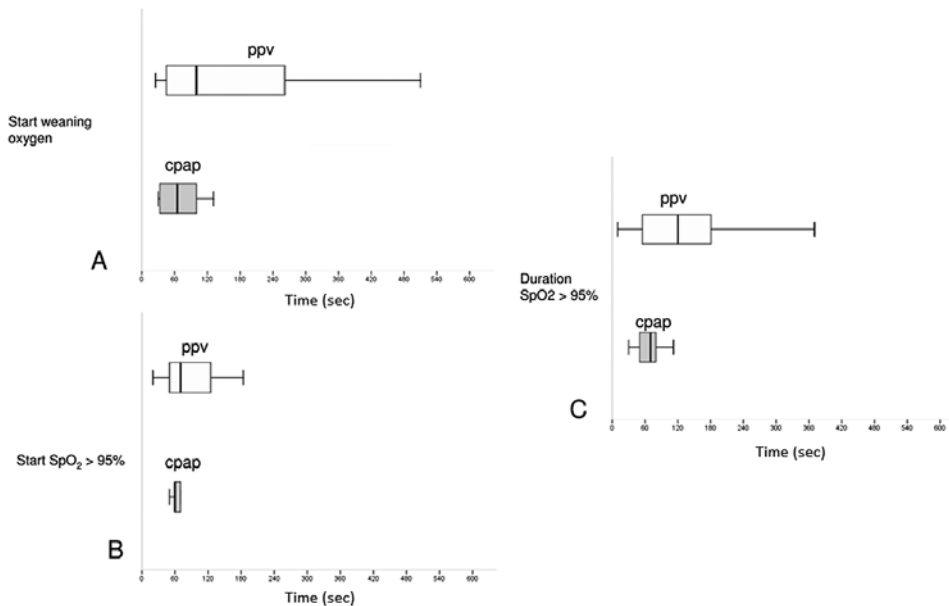 ppv
Start weaning
oxygen
cpap
A
0 60 120 180 240 300 360 420 480 540 600
Time (sec)
ppv
Start SpO₂ > 95%
cpap
B
0 60 120 180 240 300 360 420 480 540 600
Time (sec)
ppv
Duration
SpO2 > 95%
cpap
C
0 60 120 180 240 300 360 420 480 540 600
Time (sec)